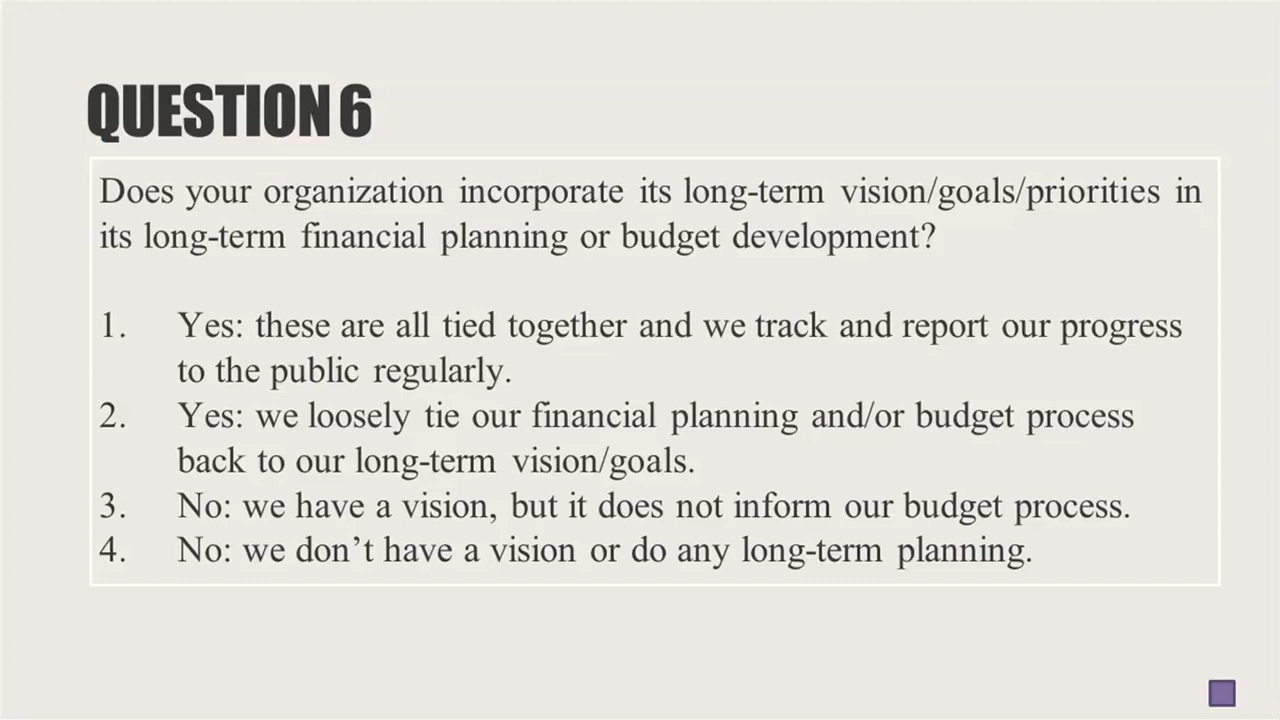 QUESTION 6
Does your organization incorporate its long-term vision/goals/priorities in
its long-term financial planning or budget development?
1. Yes: these are all tied together and we track and report our progress
to the public regularly.
2. Yes: we loosely tie our financial planning and/or budget process
back to our long-term vision/goals.
3. No: we have a vision, but it does not inform our budget process.
4. No: we don’t have a vision or do any long-term planning.